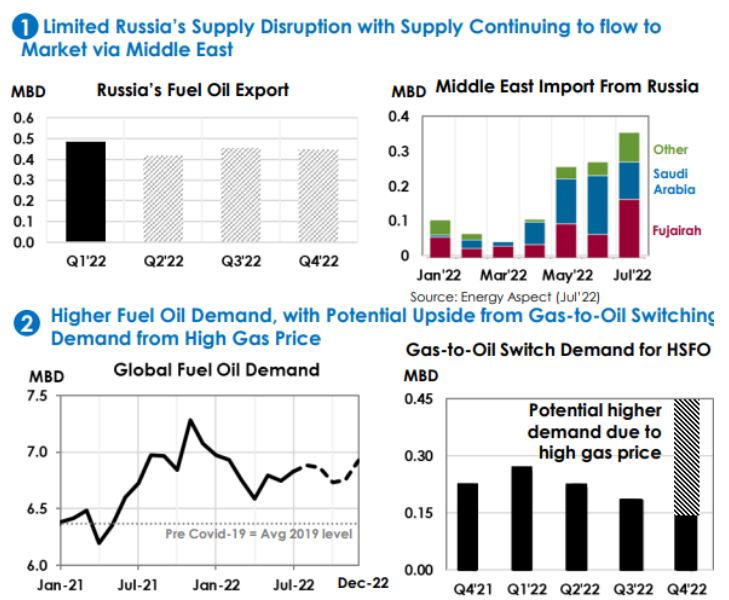 1 Limited Russia's Supply Disruption with Supply Continuing to flow to
Market via Middle East
MBD
Russia's Fuel Oil Export
0.6
0.5
0.4
0.3
0.2
0.1
0.0
Q1'22 Q2'22 Q3'22 Q4'22
MBD
Middle East Import From Russia
0.4
0.3
0.2
0.1
0
Other
Saudi
Arabia
Fujairah
Jan'22 Mar'22 May'22 Jul'22
Source: Energy Aspect (Jul'22)
2 Higher Fuel Oil Demand, with Potential Upside from Gas-to-Oil Switching
Demand from High Gas Price
MBD
Global Fuel Oil Demand
7.5
7.0
6.5
6.0
Pre Covid-19 = Avg 2019 level
Jan-21 Jul-21 Jan-22 Jul-22 Dec-22
Gas-to-Oil Switch Demand for HSFO
MBD
0.45
0.30
0.15
0.00
Potential higher
demand due to
high gas price
Q4'21 Q1'22 Q2'22 Q3'22 Q4'22